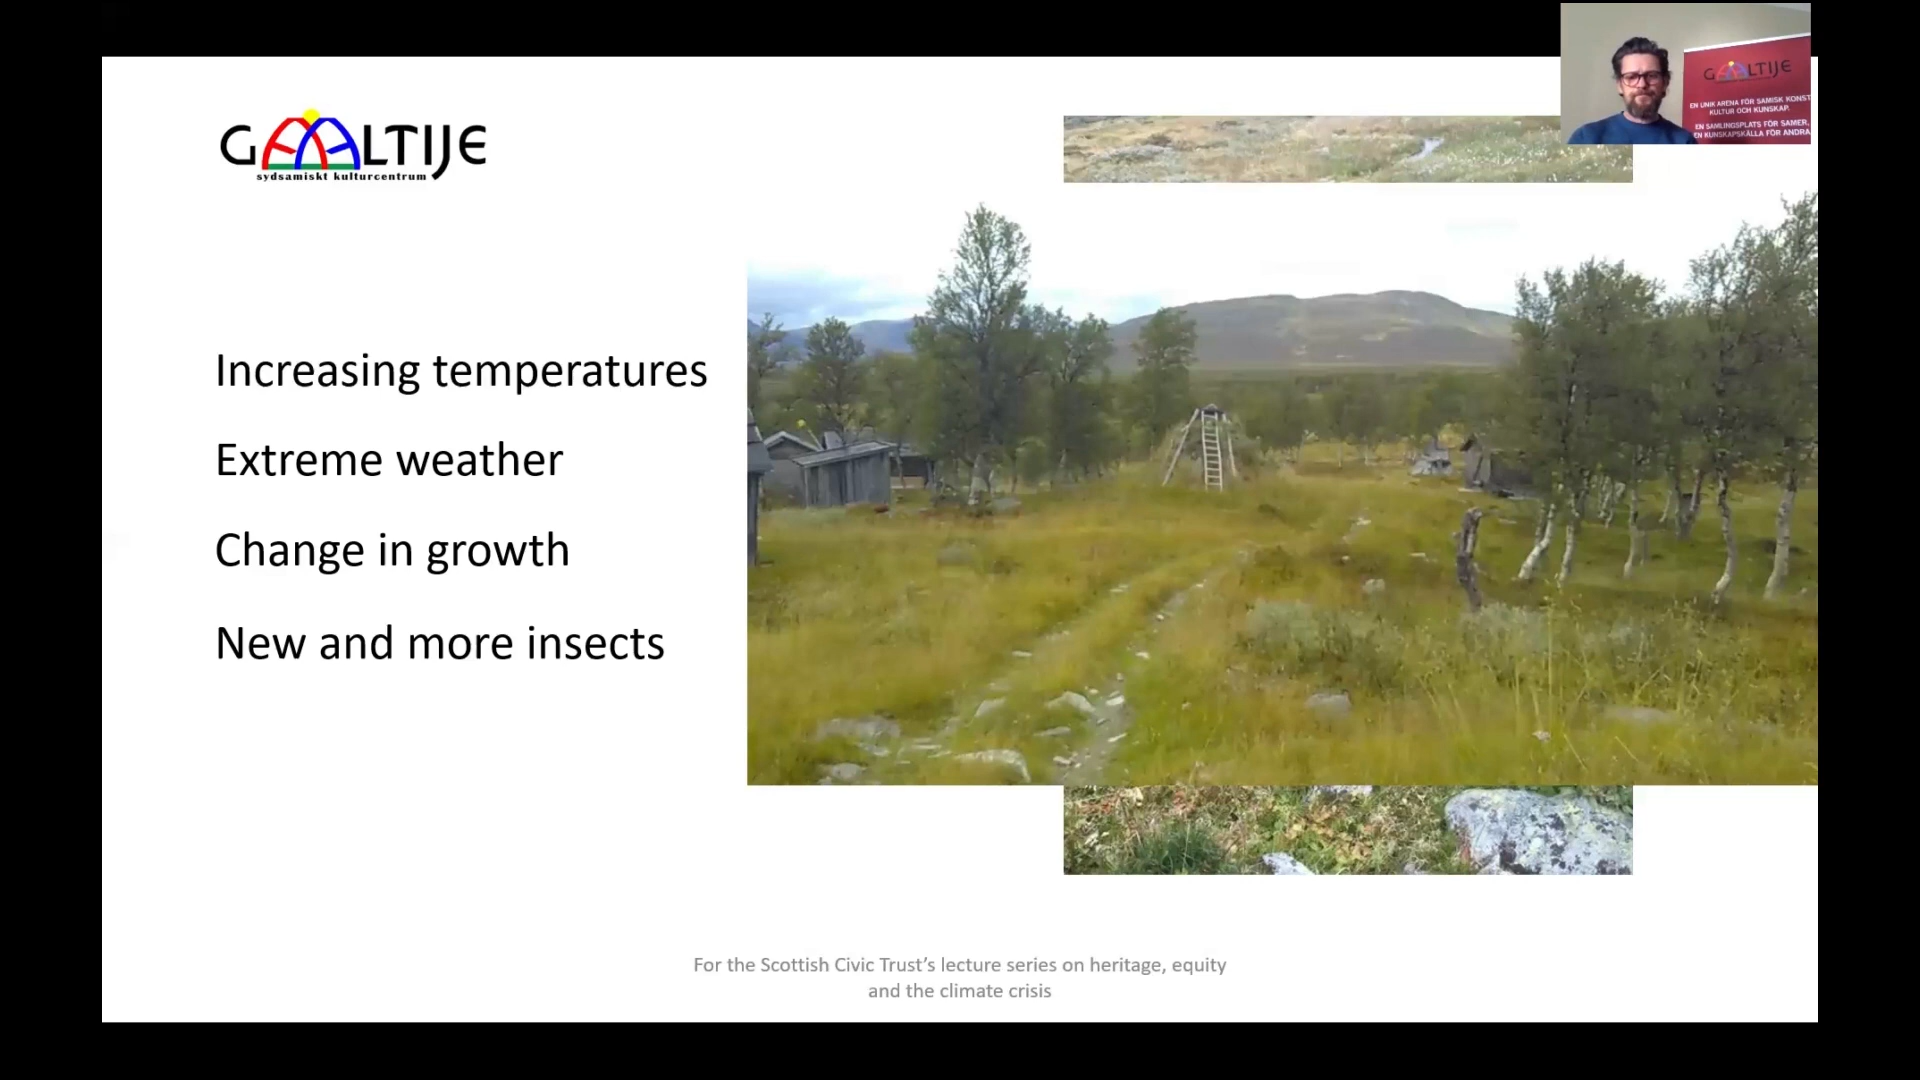 GAALTIJE
sydsamiskt kulturcentrum
GAALTIJE
EN UNIK ARENA FÖR SAMISK KONST
KULTUR OCH KUNSKAP.
EN SAMLINGSPLATS FÖR SAMER,
EN KUNSKAPSKÄLLA FÖR ANDRA
Increasing temperatures
Extreme weather
Change in growth
New and more insects
For the Scottish Civic Trust’s lecture series on heritage, equity
and the climate crisis